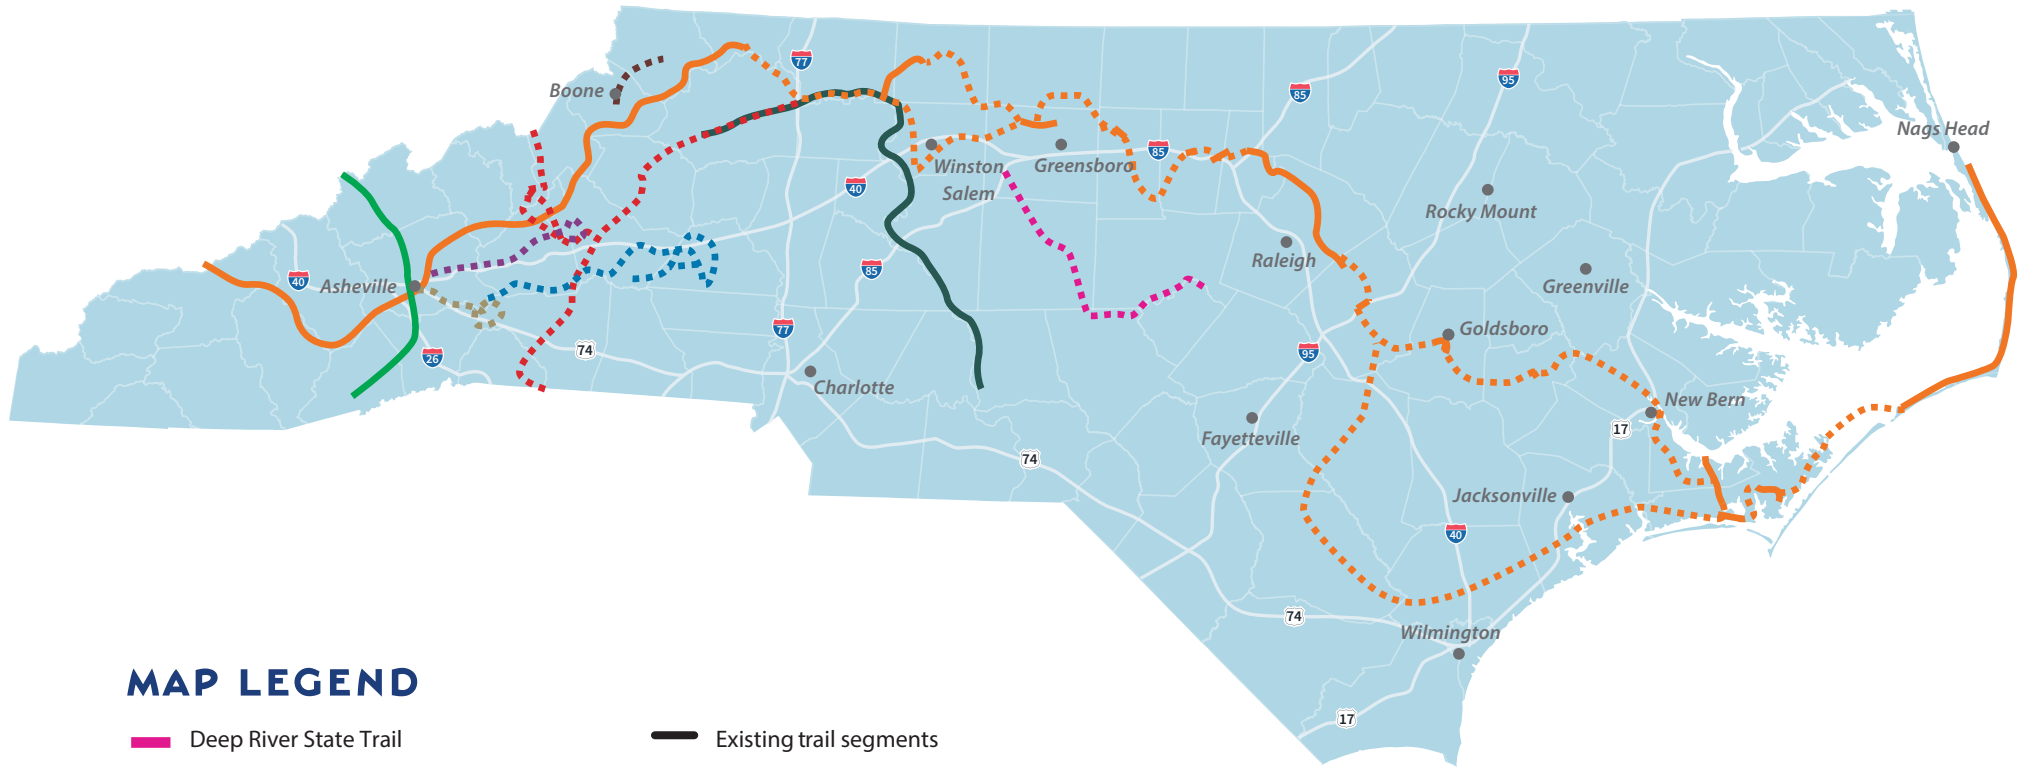 77
85
95
Boone
Nags Head
85
Winston
Salem
Greensboro
40
Rocky Mount
Raleigh
85
40
Asheville
Greenville
Goldsboro
77
26
74
95
Charlotte
New Bern
17
Fayetteville
74
Jacksonville
40
74
Wilmington
17
MAP LEGEND
Deep River State Trail
Existing trail segments